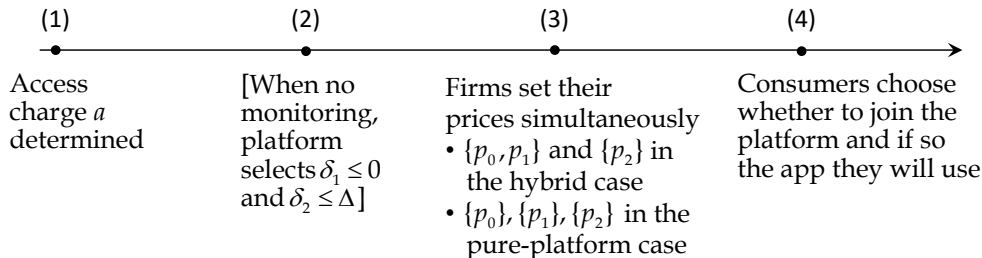 (1)
(2)
(3)
(4)
Access
charge a
determined
[When no
monitoring,
platform
selects δ₁ ≤ 0
and δ₂ ≤ Δ]
Firms set their
prices simultaneously
• {p₀, p₁} and {p₂} in
the hybrid case
• {p₀}, {p₁}, {p₂} in the
pure-platform case
Consumers choose
whether to join the
platform and if so
the app they will use